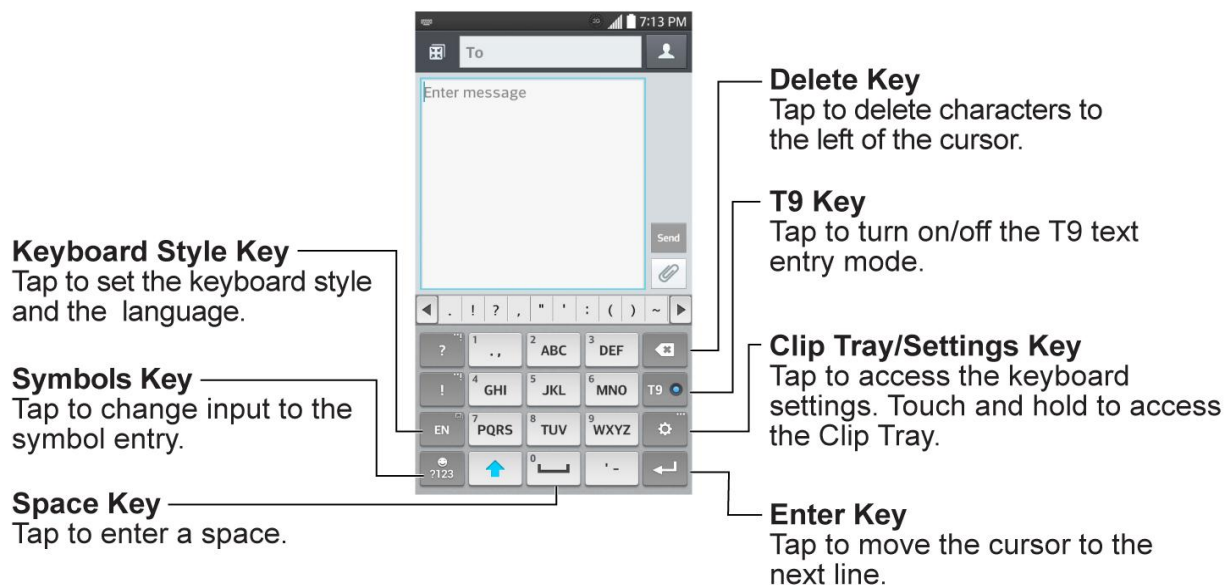 7:13 PM
To
Enter message
Send
. ! ? , " ' : ( ) ~
? 1 ., 2 ABC 3 DEF
! 4 GHI 5 JKL 6 MNO T9
EN 7 PQRS 8 TUV 9 WXYZ
?123 0 ' -
Keyboard Style Key
Tap to set the keyboard style
and the language.
Symbols Key
Tap to change input to the
symbol entry.
Space Key
Tap to enter a space.
Delete Key
Tap to delete characters to
the left of the cursor.
T9 Key
Tap to turn on/off the T9 text
entry mode.
Clip Tray/Settings Key
Tap to access the keyboard
settings. Touch and hold to access
the Clip Tray.
Enter Key
Tap to move the cursor to the
next line.